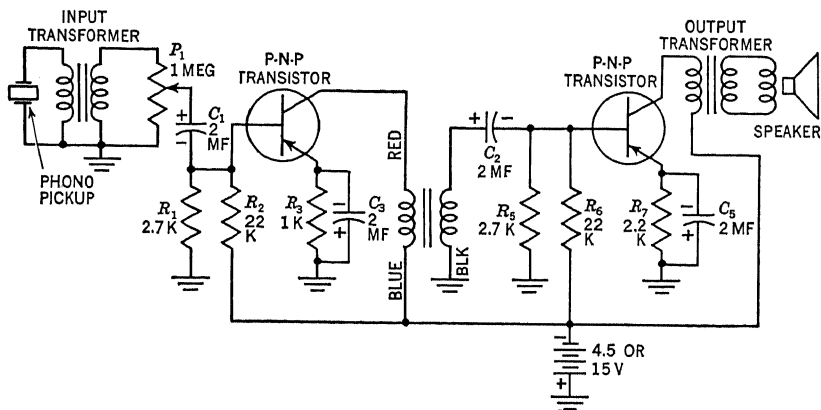 INPUT
TRANSFORMER
P1
1 MEG
P-N-P
TRANSISTOR
+
C1
2
MF
-
PHONO
PICKUP
R1
2.7 K
R2
22
K
R3
1 K
-
C3
2
MF
+
RED
BLUE
BLK
+
-
C2
2 MF
P-N-P
TRANSISTOR
OUTPUT
TRANSFORMER
SPEAKER
R5
2.7 K
R6
22
K
R7
2.2
K
-
C5
2 MF
+
-
4.5 OR
15 V
+